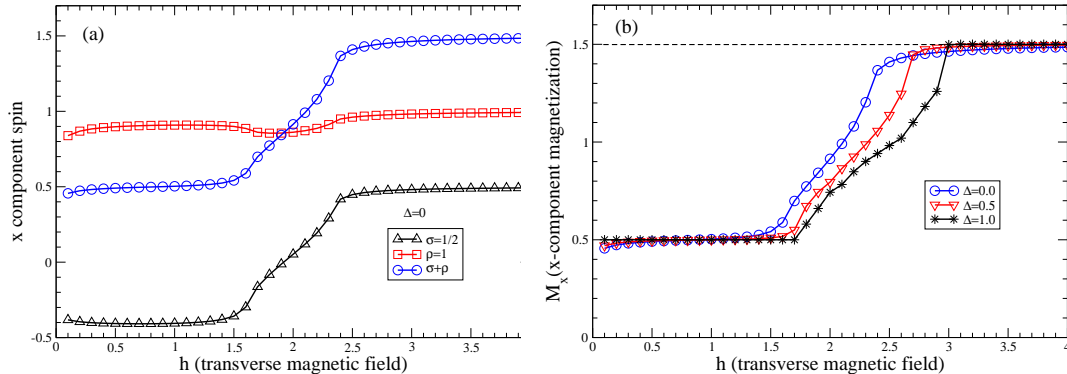 (a)
x component spin
1.5
1
0.5
0
-0.5
Δ=0
σ=1/2
ρ=1
σ+ρ
0 0.5 1 1.5 2 2.5 3 3.5
h (transverse magnetic field)
(b)
M_x(x-component magnetization)
1.5
1
0.5
0
Δ=0.0
Δ=0.5
Δ=1.0
0 0.5 1 1.5 2 2.5 3 3.5 4
h (transverse magnetic field)